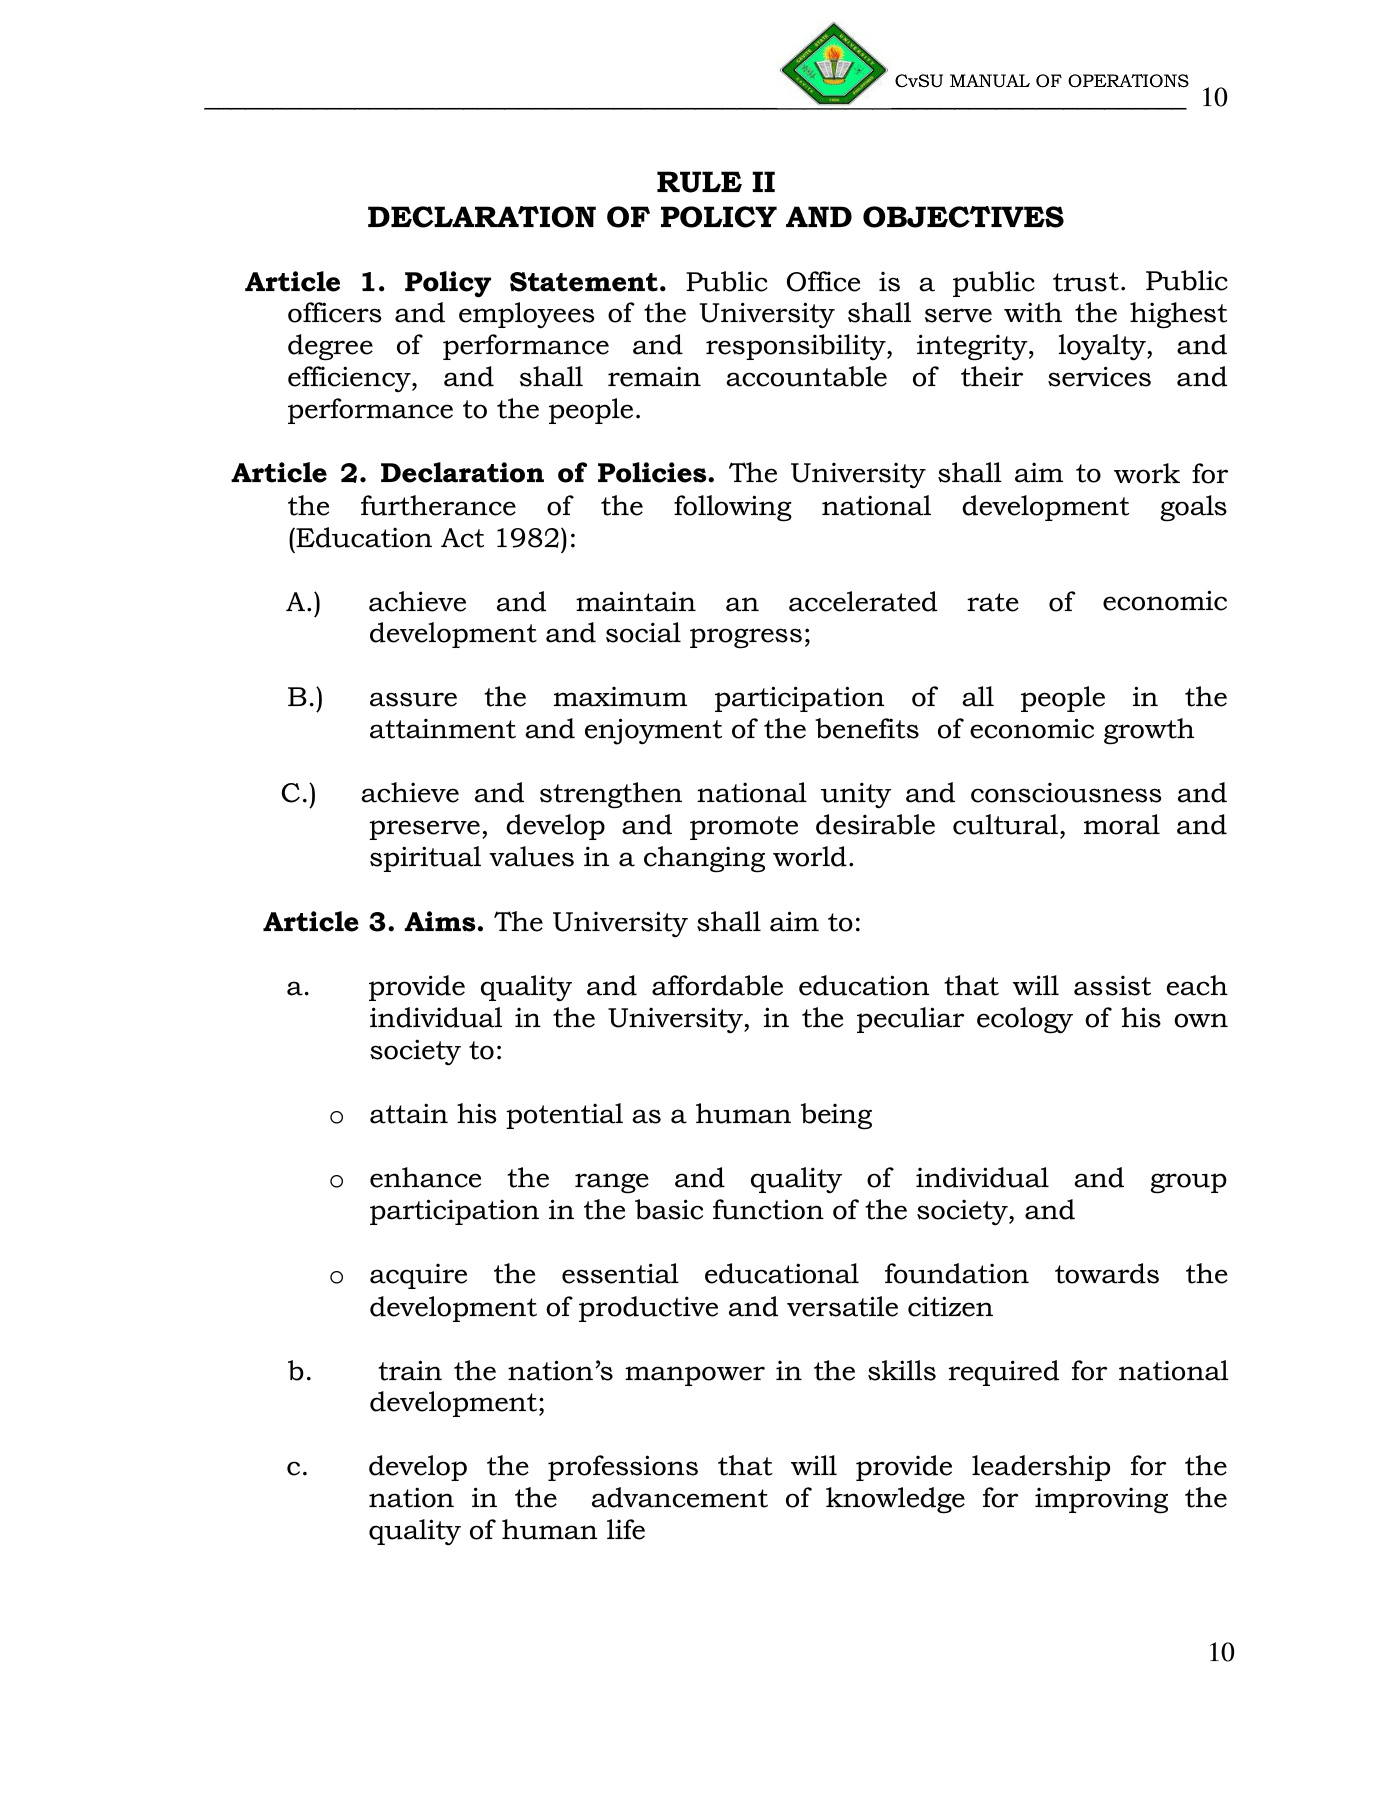 CvSU MANUAL OF OPERATIONS 10
RULE II
DECLARATION OF POLICY AND OBJECTIVES
Article 1. Policy Statement. Public Office is a public trust. Public
officers and employees of the University shall serve with the highest
degree of performance and responsibility, integrity, loyalty, and
efficiency, and shall remain accountable of their services and
performance to the people.
Article 2. Declaration of Policies. The University shall aim to work for
the furtherance of the following national development goals
(Education Act 1982):
A.) achieve and maintain an accelerated rate of economic
development and social progress;
B.) assure the maximum participation of all people in the
attainment and enjoyment of the benefits of economic growth
C.) achieve and strengthen national unity and consciousness and
preserve, develop and promote desirable cultural, moral and
spiritual values in a changing world.
Article 3. Aims. The University shall aim to:
a. provide quality and affordable education that will assist each
individual in the University, in the peculiar ecology of his own
society to:
o attain his potential as a human being
o enhance the range and quality of individual and group
participation in the basic function of the society, and
o acquire the essential educational foundation towards the
development of productive and versatile citizen
b. train the nation’s manpower in the skills required for national
development;
c. develop the professions that will provide leadership for the
nation in the advancement of knowledge for improving the
quality of human life
10